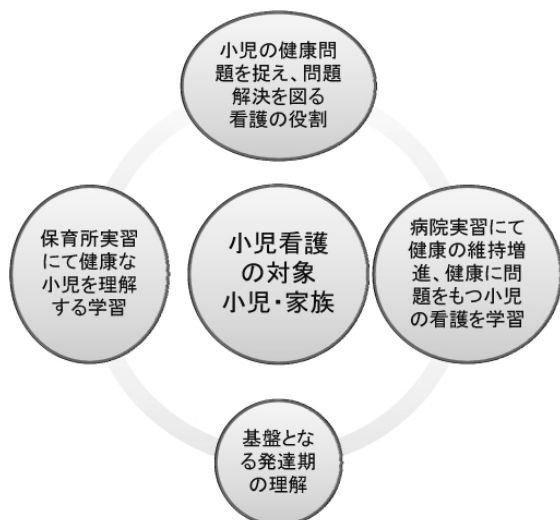 小児の健康問
題を捉え、問題
解決を図る
看護の役割
保育所実習
にて健康な
小児を理解
する学習
小児看護
の対象
小児・家族
病院実習にて
健康の維持増
進、健康に問
題をもつ小児
の看護を学習
基盤とな
る発達期
の理解